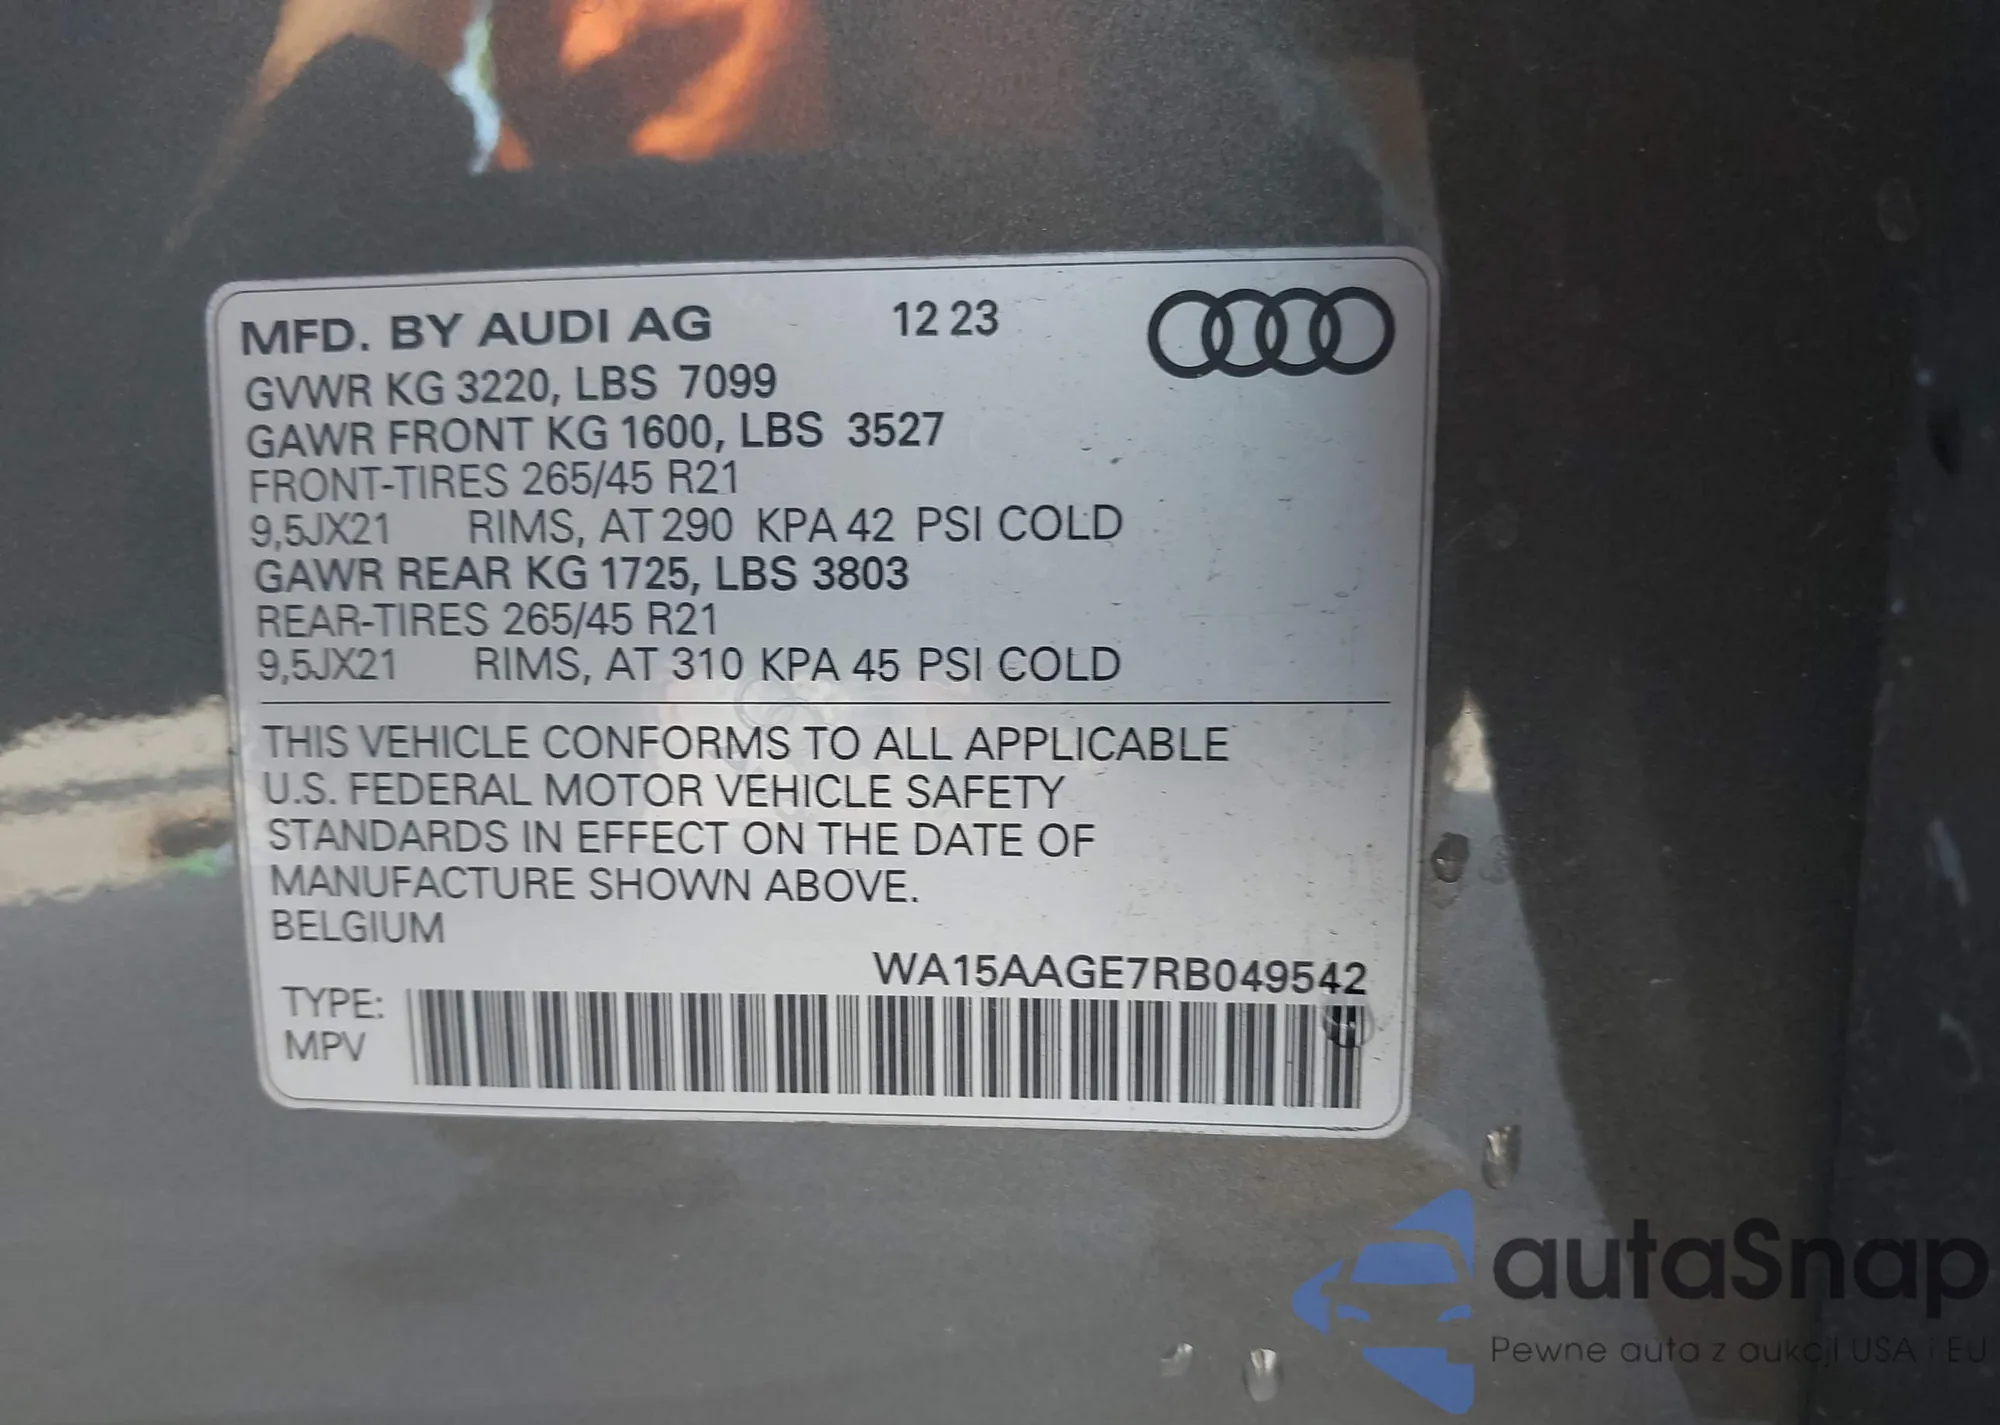 MFD. BY AUDI AG 12 23
GVWR KG 3220, LBS 7099
GAWR FRONT KG 1600, LBS 3527
FRONT-TIRES 265/45 R21
9,5JX21 RIMS, AT 290 KPA 42 PSI COLD
GAWR REAR KG 1725, LBS 3803
REAR-TIRES 265/45 R21
9,5JX21 RIMS, AT 310 KPA 45 PSI COLD
THIS VEHICLE CONFORMS TO ALL APPLICABLE
U.S. FEDERAL MOTOR VEHICLE SAFETY
STANDARDS IN EFFECT ON THE DATE OF
MANUFACTURE SHOWN ABOVE.
BELGIUM
WA15AAGE7RB049542
TYPE:
MPV
autaSnap
Pewne auta z aukcji USA i EU